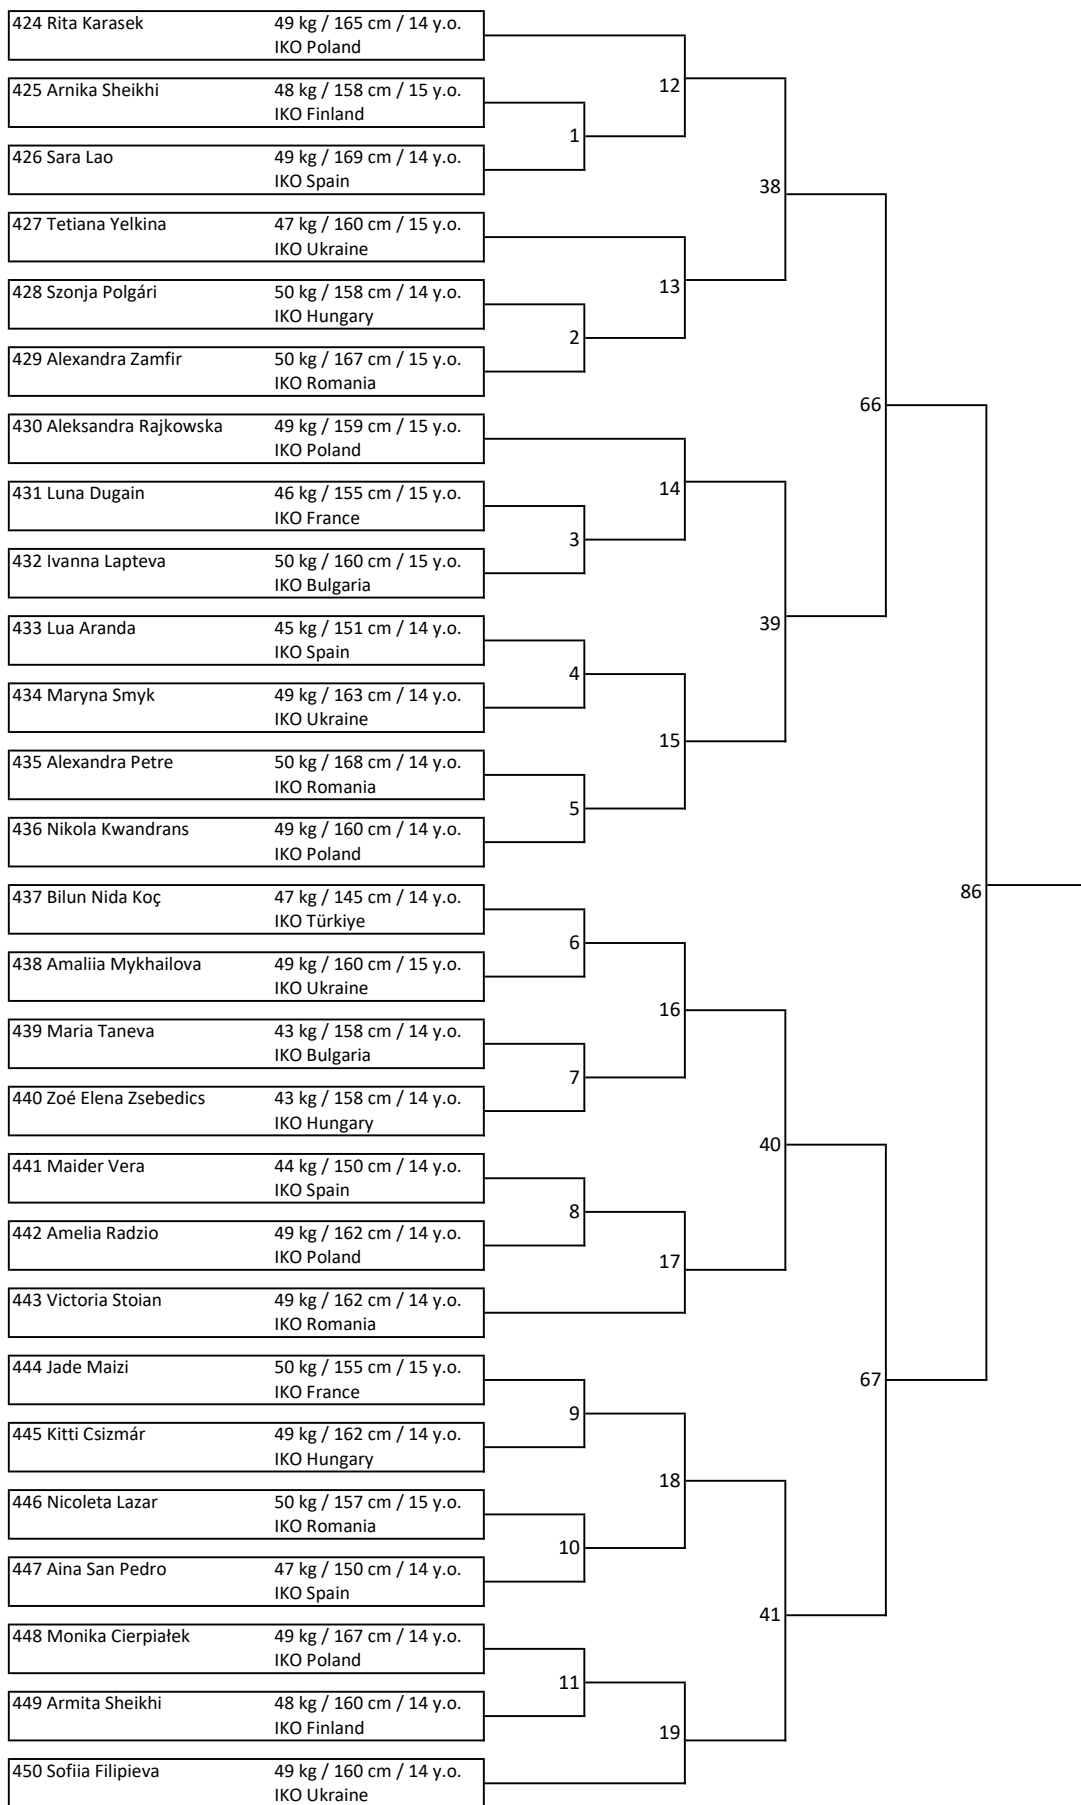 424 Rita Karasek 49 kg / 165 cm / 14 y.o.
IKO Poland
12
425 Arnika Sheikhi 48 kg / 158 cm / 15 y.o.
IKO Finland
1
426 Sara Lao 49 kg / 169 cm / 14 y.o.
IKO Spain
38
427 Tetiana Yelkina 47 kg / 160 cm / 15 y.o.
IKO Ukraine
13
428 Szonja Polgári 50 kg / 158 cm / 14 y.o.
IKO Hungary
2
429 Alexandra Zamfir 50 kg / 167 cm / 15 y.o.
IKO Romania
66
430 Aleksandra Rajkowska 49 kg / 159 cm / 15 y.o.
IKO Poland
14
431 Luna Dugain 46 kg / 155 cm / 15 y.o.
IKO France
3
432 Ivanna Lapteva 50 kg / 160 cm / 15 y.o.
IKO Bulgaria
39
433 Lua Aranda 45 kg / 151 cm / 14 y.o.
IKO Spain
4
434 Maryna Smyk 49 kg / 163 cm / 14 y.o.
IKO Ukraine
15
435 Alexandra Petre 50 kg / 168 cm / 14 y.o.
IKO Romania
5
436 Nikola Kwandrans 49 kg / 160 cm / 14 y.o.
IKO Poland
86
437 Bilun Nida Koç 47 kg / 145 cm / 14 y.o.
IKO Türkiye
6
438 Amaliia Mykhailova 49 kg / 160 cm / 15 y.o.
IKO Ukraine
16
439 Maria Taneva 43 kg / 158 cm / 14 y.o.
IKO Bulgaria
7
440 Zoé Elena Zsebedics 43 kg / 158 cm / 14 y.o.
IKO Hungary
40
441 Maider Vera 44 kg / 150 cm / 14 y.o.
IKO Spain
8
442 Amelia Radzio 49 kg / 162 cm / 14 y.o.
IKO Poland
17
443 Victoria Stoian 49 kg / 162 cm / 14 y.o.
IKO Romania
444 Jade Maizi 50 kg / 155 cm / 15 y.o.
IKO France
67
9
445 Kitti Csizmár 49 kg / 162 cm / 14 y.o.
IKO Hungary
18
446 Nicoleta Lazar 50 kg / 157 cm / 15 y.o.
IKO Romania
10
447 Aina San Pedro 47 kg / 150 cm / 14 y.o.
IKO Spain
41
448 Monika Cierpiałek 49 kg / 167 cm / 14 y.o.
IKO Poland
11
449 Armita Sheikhi 48 kg / 160 cm / 14 y.o.
IKO Finland
19
450 Sofiia Filipieva 49 kg / 160 cm / 14 y.o.
IKO Ukraine